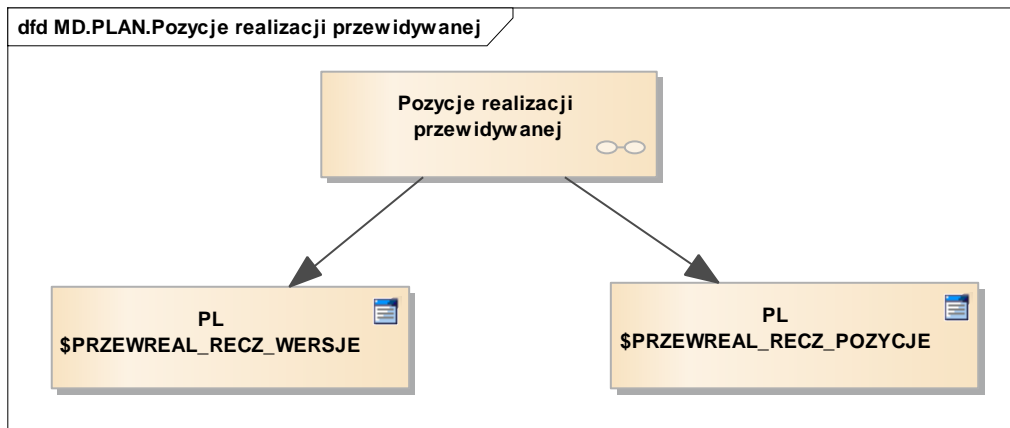 dfd MD.PLAN.Pozycje realizacji przewidywanej
Pozycje realizacji
przewidywanej
PL
$PRZEWREAL_RECZ_WERSJE
PL
$PRZEWREAL_RECZ_POZYCJE